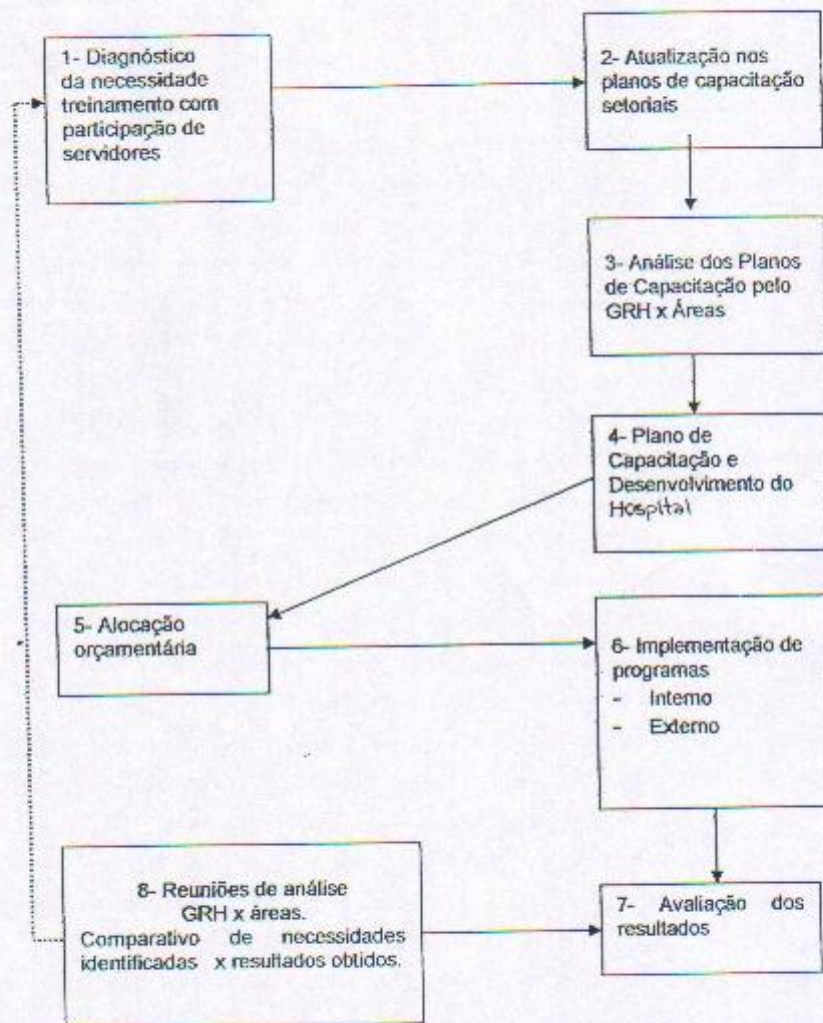 1- Diagnóstico
da necessidade
treinamento com
participação de
servidores
2- Atualização nos
planos de capacitação
setoriais
3- Análise dos Planos
de Capacitação pelo
GRH x Áreas
4- Plano de
Capacitação e
Desenvolvimento do
Hospital
5- Alocação
orçamentária
6- Implementação de
programas
- Interno
- Externo
7- Avaliação dos
resultados
8- Reuniões de análise
GRH x áreas.
Comparativo de necessidades
identificadas x resultados obtidos.